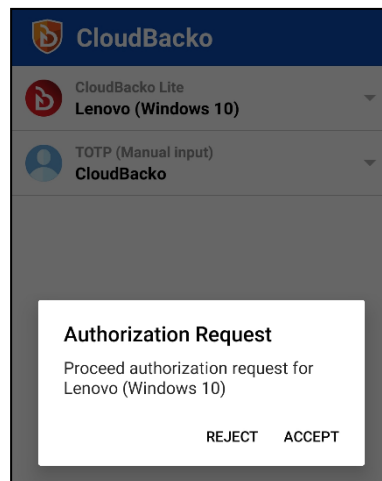 CloudBacko
CloudBacko Lite
Lenovo (Windows 10)
TOTP (Manual input)
CloudBacko
Authorization Request
Proceed authorization request for
Lenovo (Windows 10)
REJECT ACCEPT